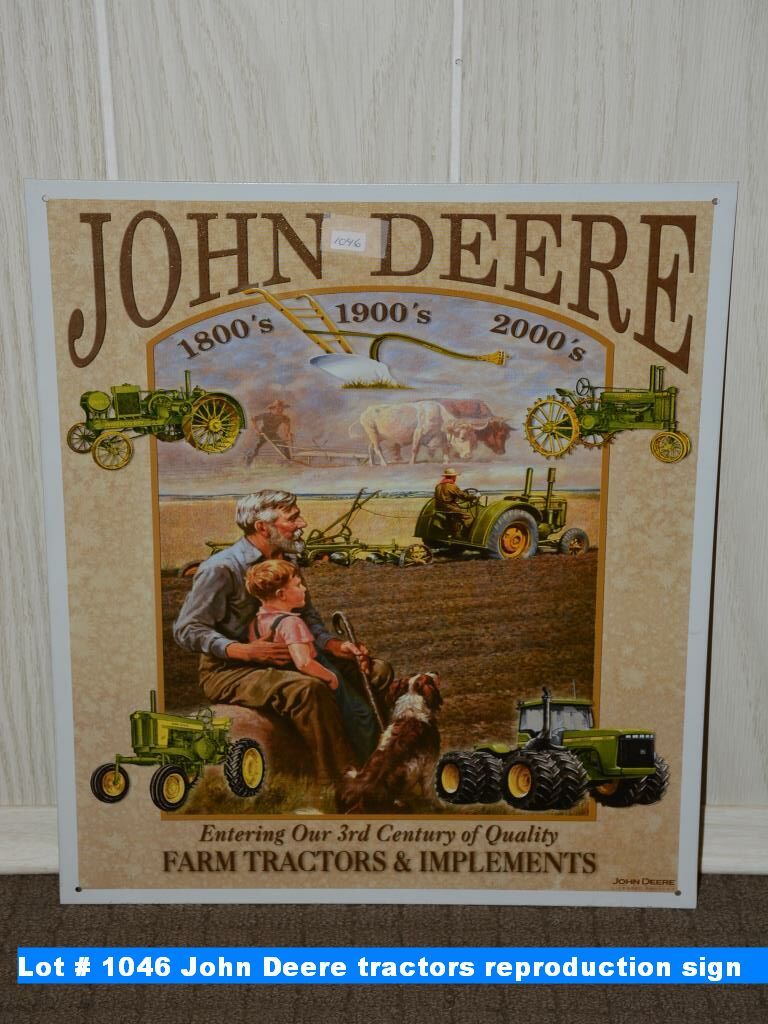 JOHN DEERE
1046
1800's 1900's 2000's
Entering Our 3rd Century of Quality
FARM TRACTORS & IMPLEMENTS
JOHN DEERE
Lot # 1046 John Deere tractors reproduction sign